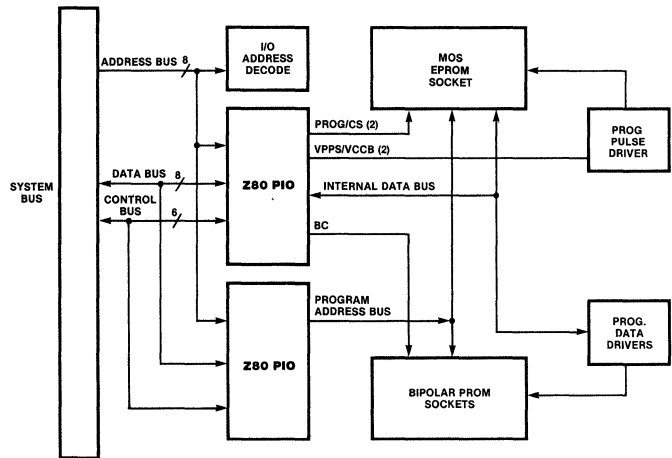 SYSTEM
BUS
ADDRESS BUS 8
I/O
ADDRESS
DECODE
MOS
EPROM
SOCKET
PROG
PULSE
DRIVER
Z80 PIO
PROG/CS (2)
VPPS/VCCB (2)
DATA BUS 8
INTERNAL DATA BUS
CONTROL
BUS 6
BC
Z80 PIO
PROGRAM
ADDRESS BUS
PROG.
DATA
DRIVERS
BIPOLAR PROM
SOCKETS